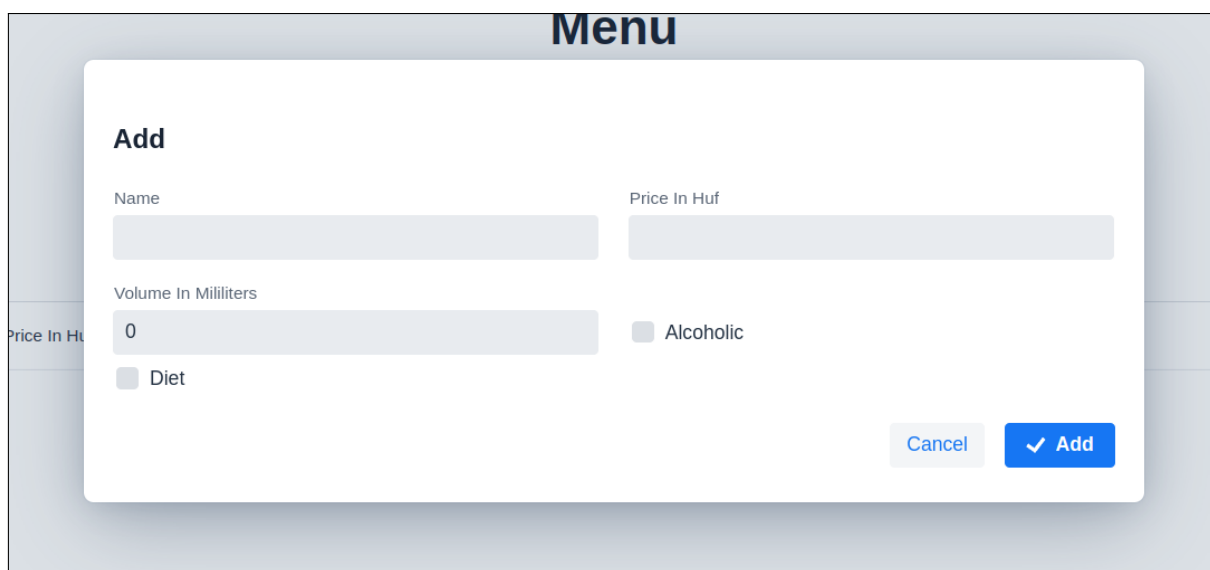 Menu
Add
Name
Price In Huf
Volume In Mililiters
0
Alcoholic
Price In Hu
Diet
Cancel
Add